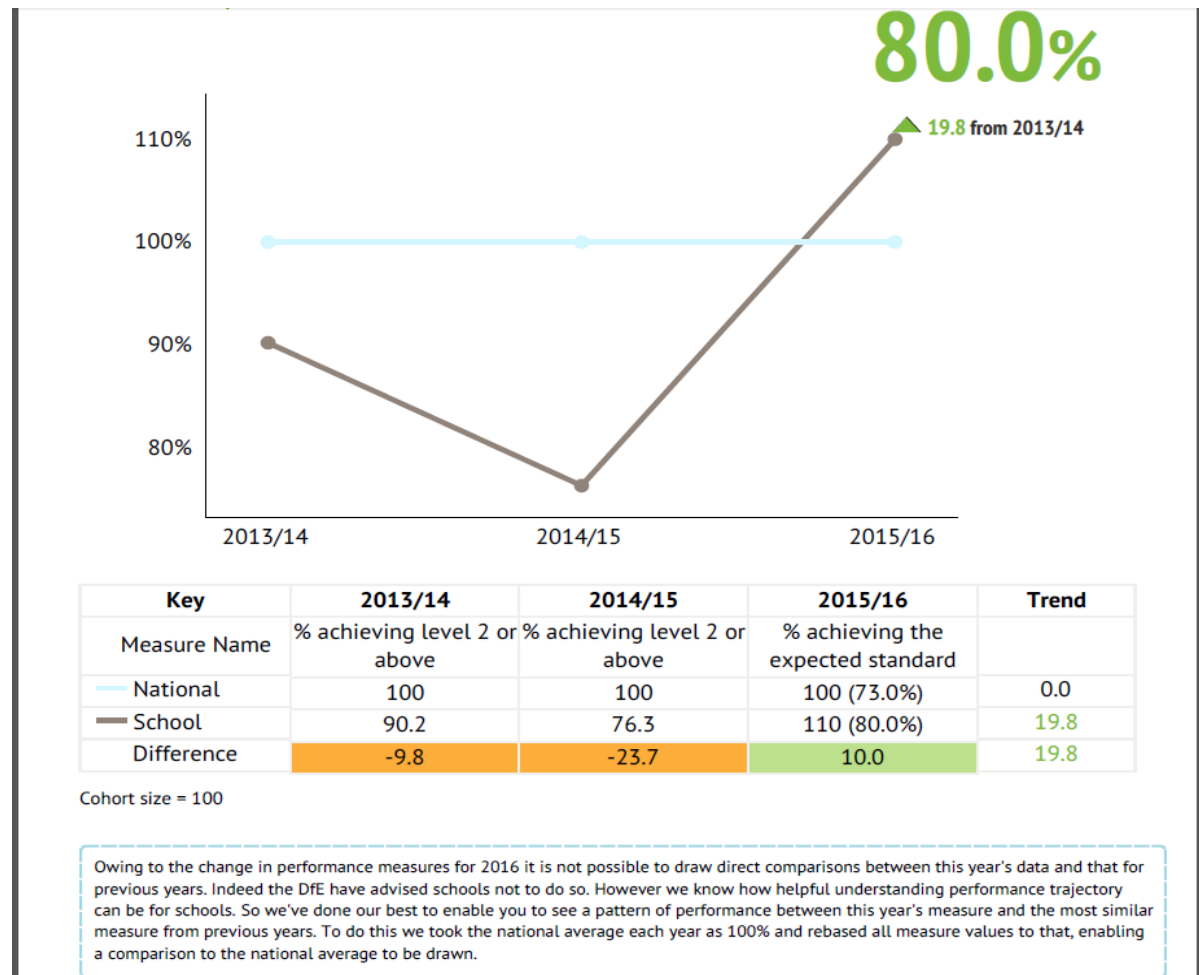 80.0%
19.8 from 2013/14
110%
100%
90%
80%
2013/14 2014/15 2015/16
Key 2013/14 2014/15 2015/16 Trend
Measure Name % achieving level 2 or above % achieving level 2 or above % achieving the expected standard
National 100 100 100 (73.0%) 0.0
School 90.2 76.3 110 (80.0%) 19.8
Difference -9.8 -23.7 10.0 19.8
Cohort size = 100
Owing to the change in performance measures for 2016 it is not possible to draw direct comparisons between this year's data and that for
previous years. Indeed the DfE have advised schools not to do so. However we know how helpful understanding performance trajectory
can be for schools. So we've done our best to enable you to see a pattern of performance between this year's measure and the most similar
measure from previous years. To do this we took the national average each year as 100% and rebased all measure values to that, enabling
a comparison to the national average to be drawn.